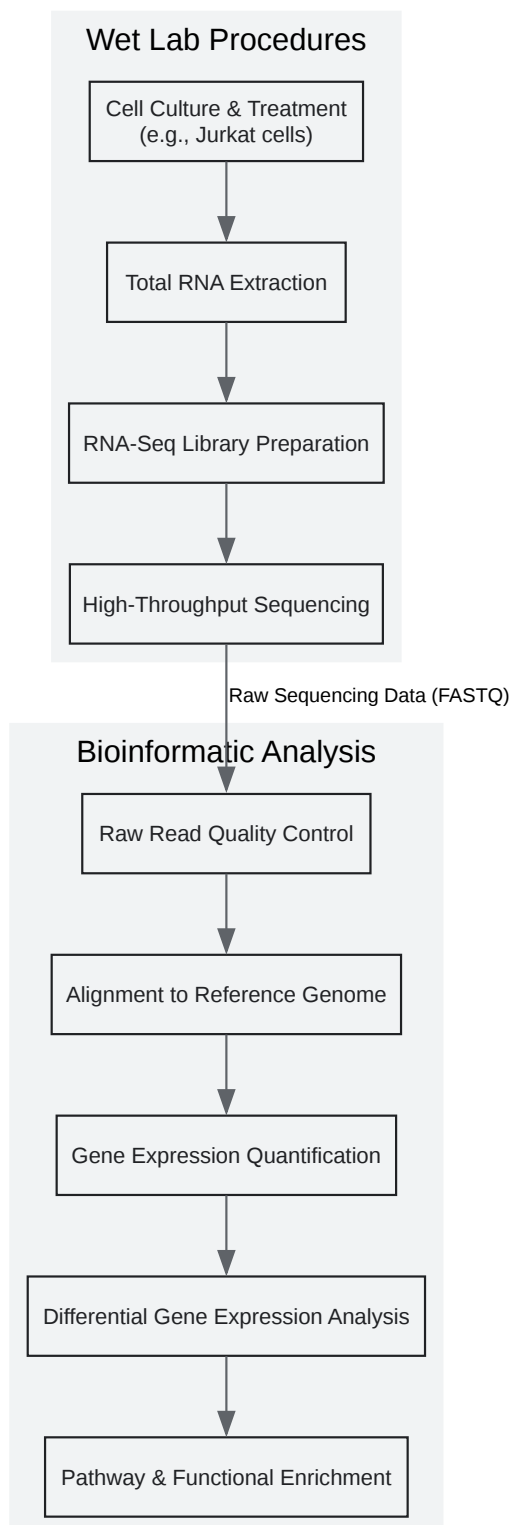 Wet Lab Procedures
Cell Culture & Treatment
(e.g., Jurkat cells)
Total RNA Extraction
RNA-Seq Library Preparation
High-Throughput Sequencing
Raw Sequencing Data (FASTQ)
Bioinformatic Analysis
Raw Read Quality Control
Alignment to Reference Genome
Gene Expression Quantification
Differential Gene Expression Analysis
Pathway & Functional Enrichment